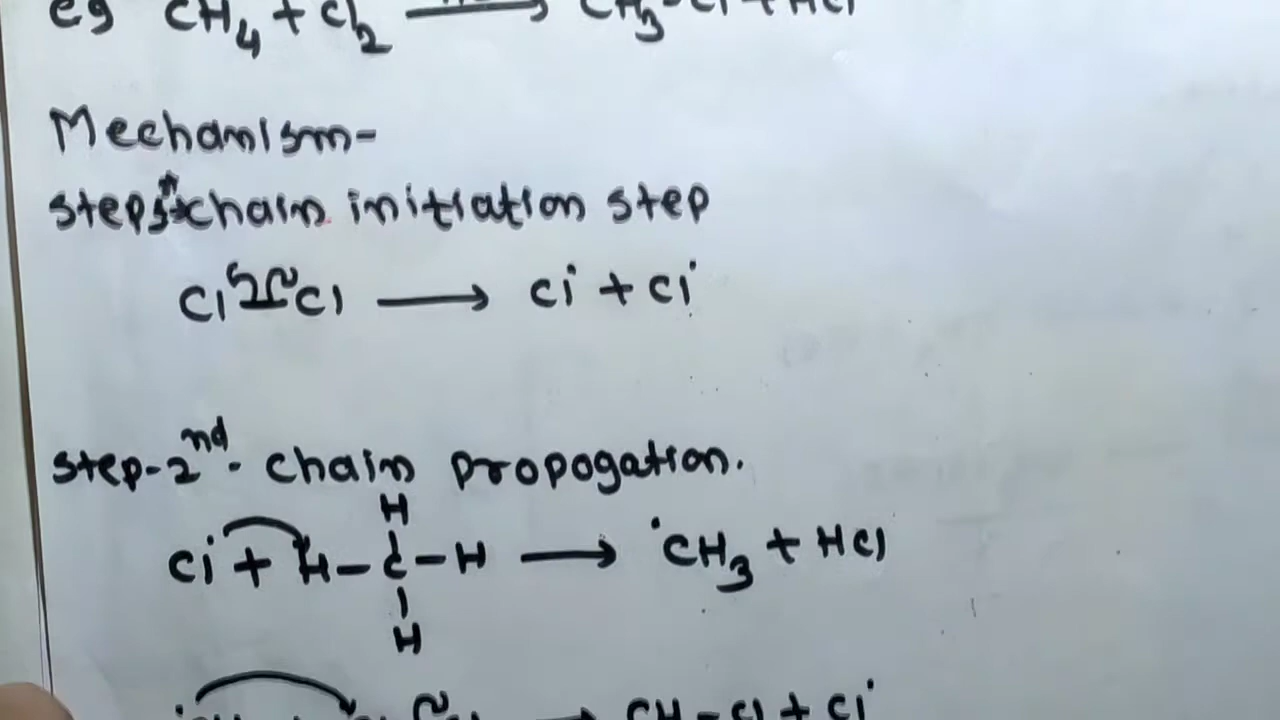 eg CH4 + Cl2 ⟶ CH3-Cl + HCl
Mechanism-
step 1st chain initiation step
Cl Cl ⟶ Cl˙ + Cl˙
step-2nd. chain propogation.
H
Cl˙ + H-C-H ⟶ ˙CH3 + HCl
H
⟶ CH -Cl + Cl˙